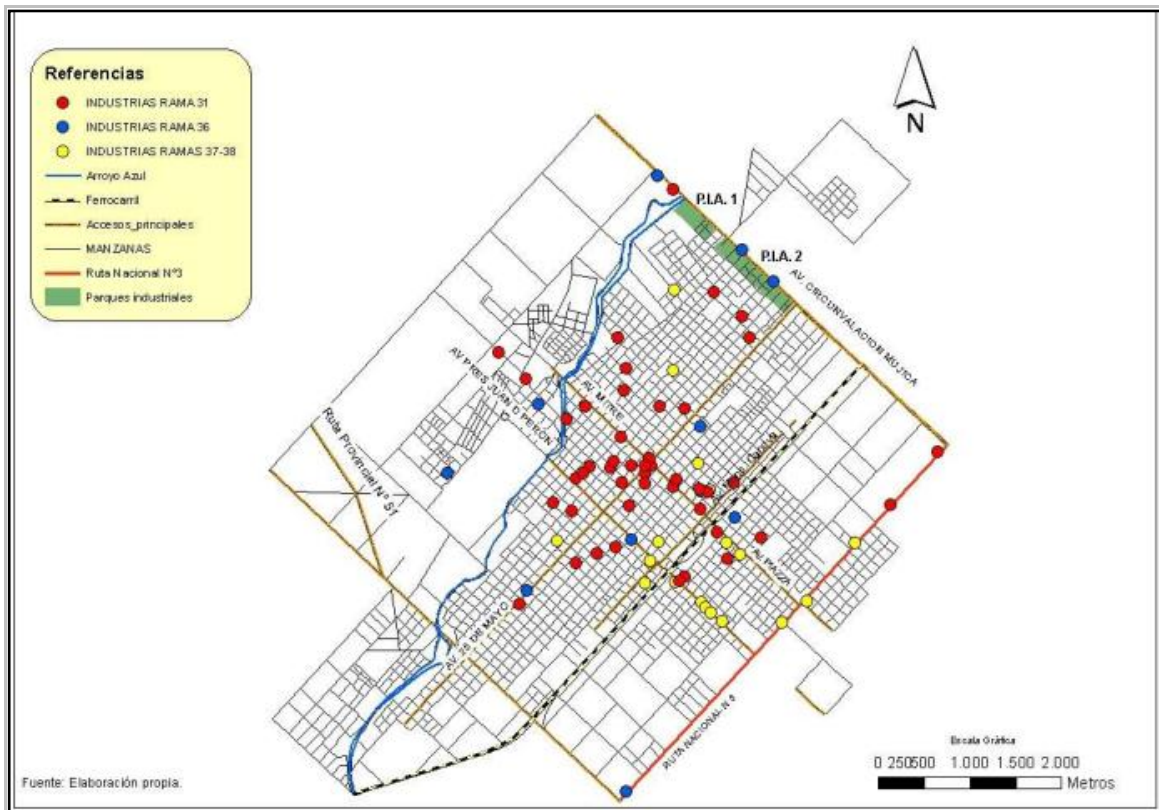 Referencias
INDUSTRIAS RAMA 31
INDUSTRIAS RAMA 36
INDUSTRIAS RAMAS 37-38
Arroyo Azul
Ferrocarril
Accesos_principales
MANZANAS
Ruta Nacional Nº3
Parques industriales
N
P.I.A. 1
P.I.A. 2
AV. CIRCUNVALACION MUJICA
AV. MITRE
AV PRES JUAN D PERON
Ruta Provincial Nº 51
AV. PIAZZA
AV. 25 DE MAYO
RUTA NACIONAL N 3
Escala Gráfica
0 250500 1.000 1.500 2.000
Metros
Fuente: Elaboración propia.